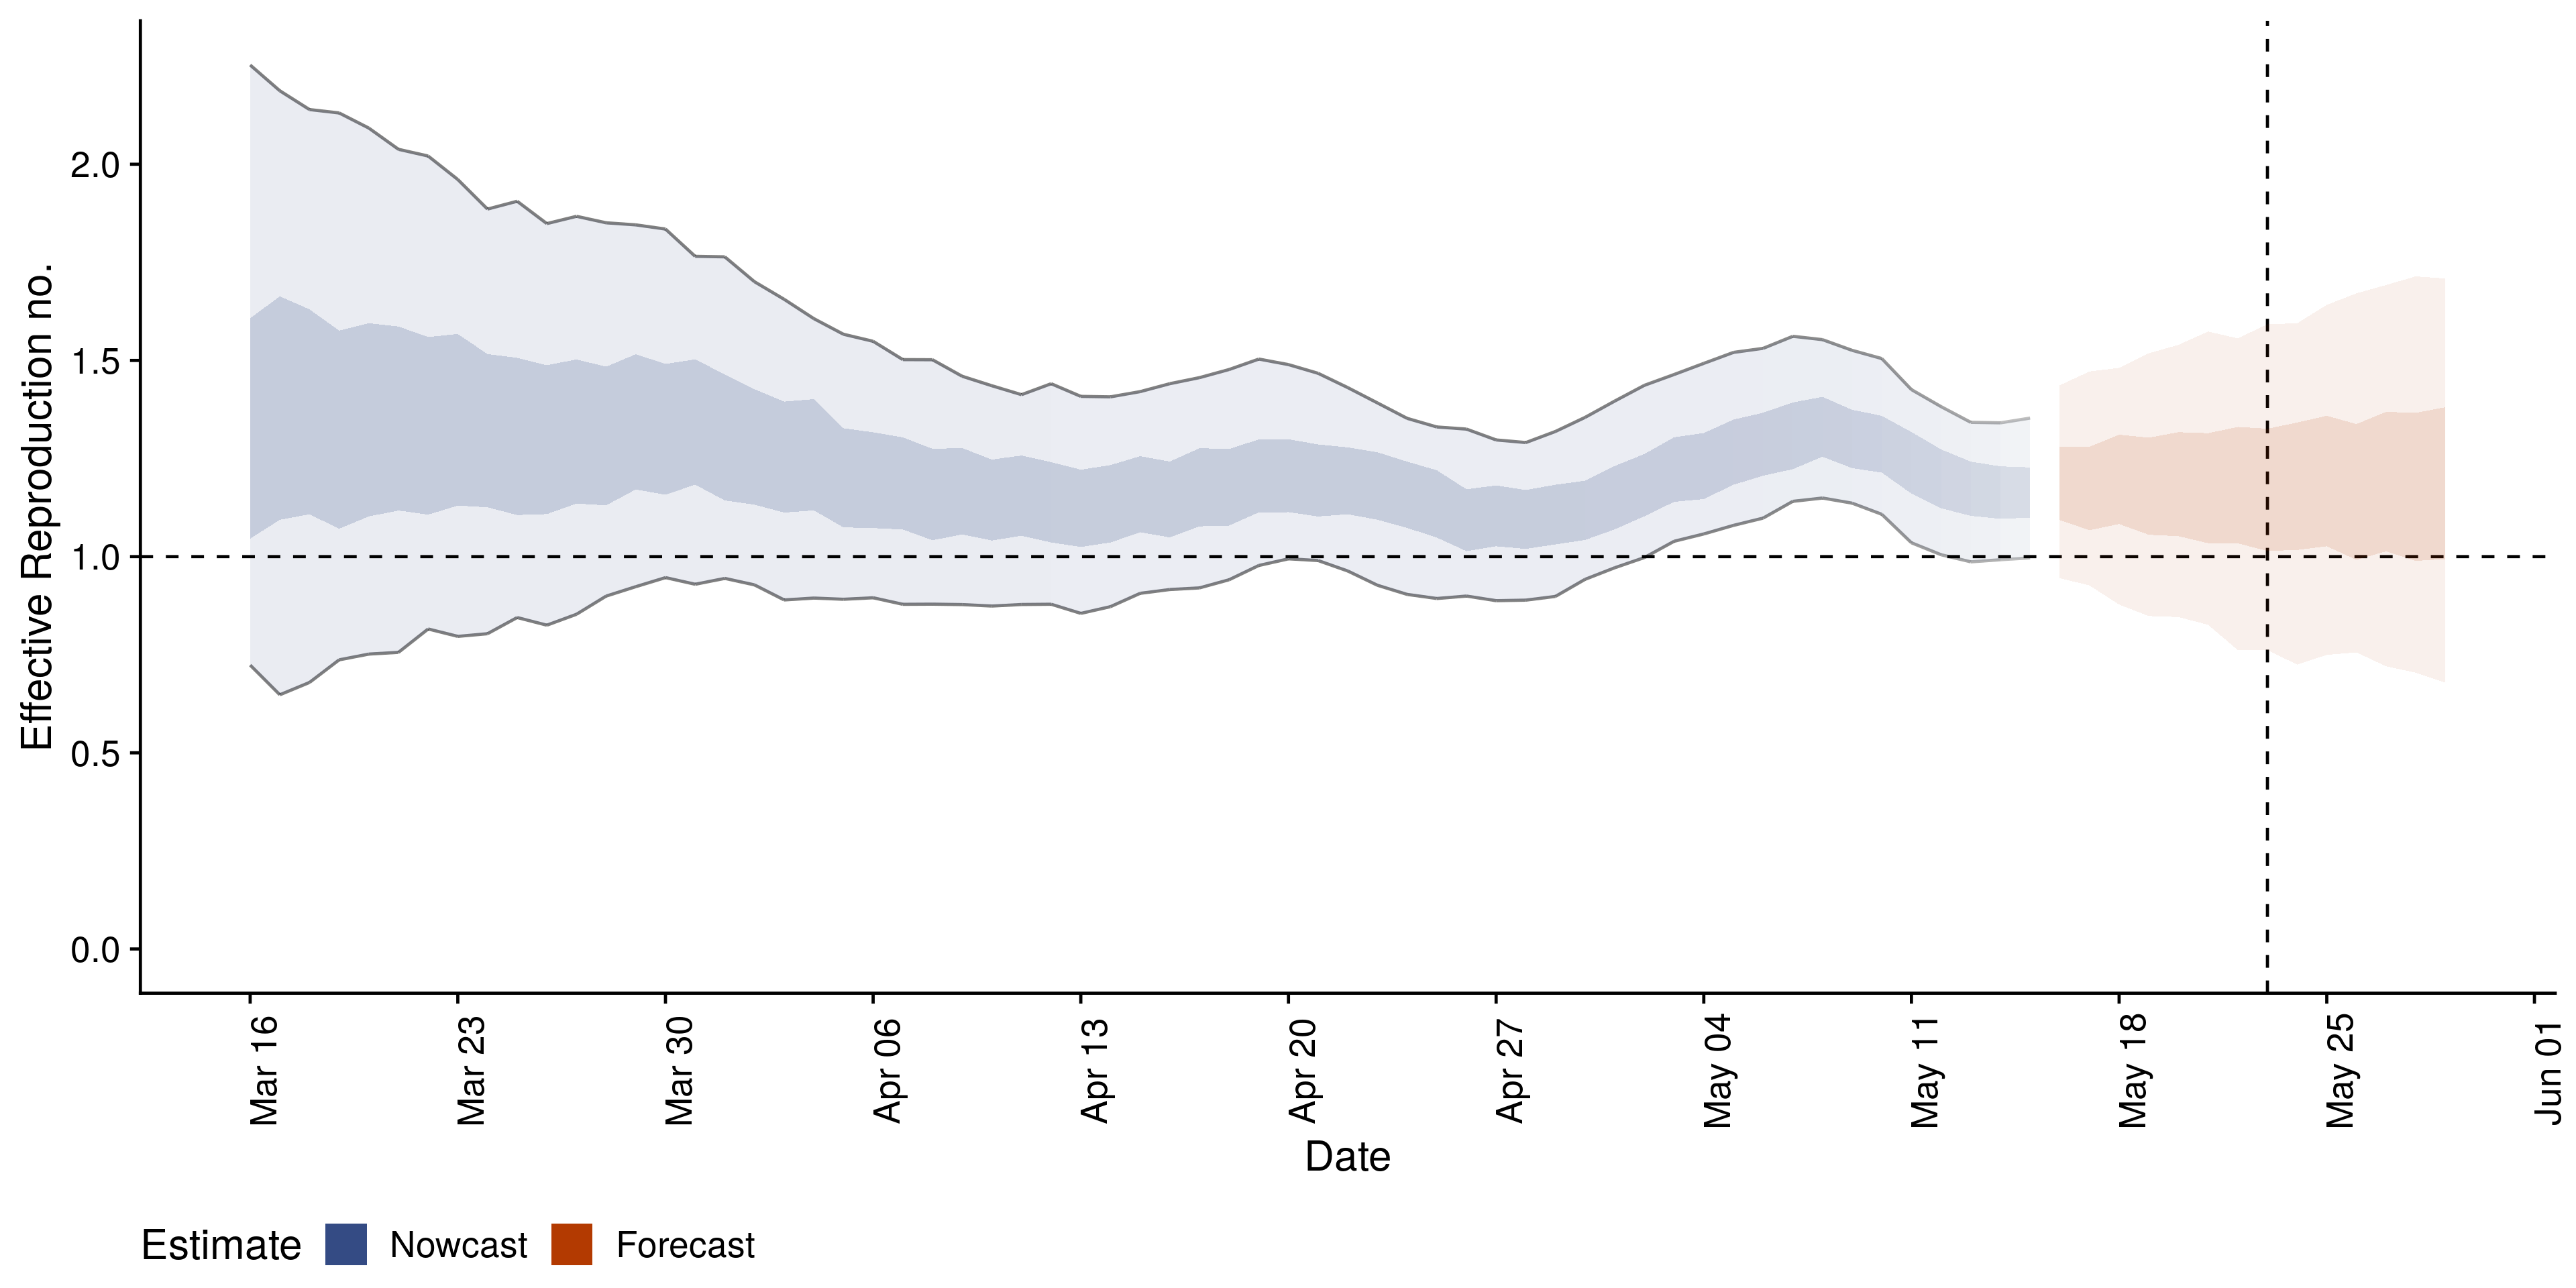 Effective Reproduction no.
2.0
1.5
1.0
0.5
0.0
Mar 16
Mar 23
Mar 30
Apr 06
Apr 13
Apr 20
Apr 27
May 04
May 11
May 18
May 25
Jun 01
Date
Estimate Nowcast Forecast